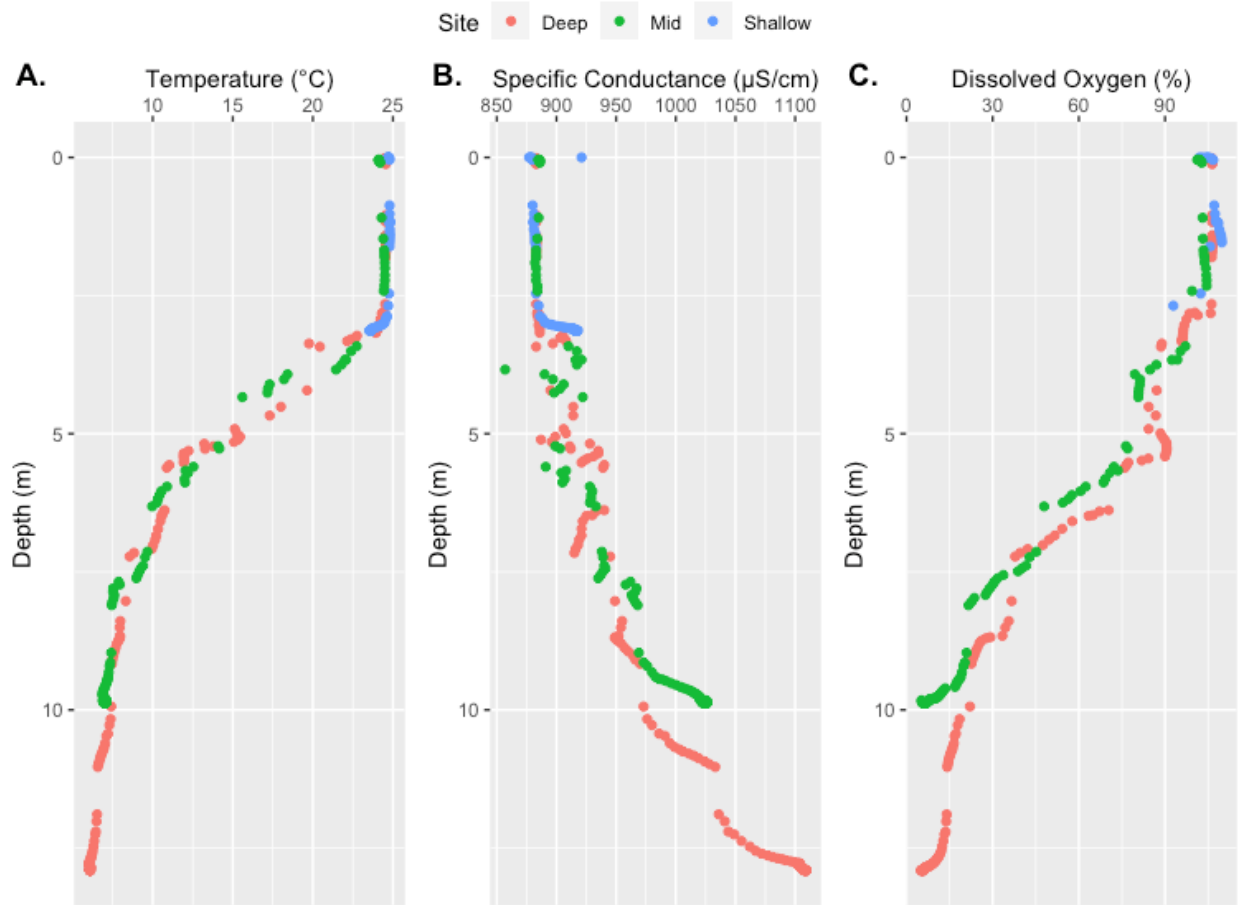 Site Deep Mid Shallow
A. Temperature (°C) B. Specific Conductance (µS/cm) C. Dissolved Oxygen (%)
10 15 20 25 850 900 950 1000 1050 1100 0 30 60 90
0 0 0
5 5 5
Depth (m) Depth (m) Depth (m)
10 10 10